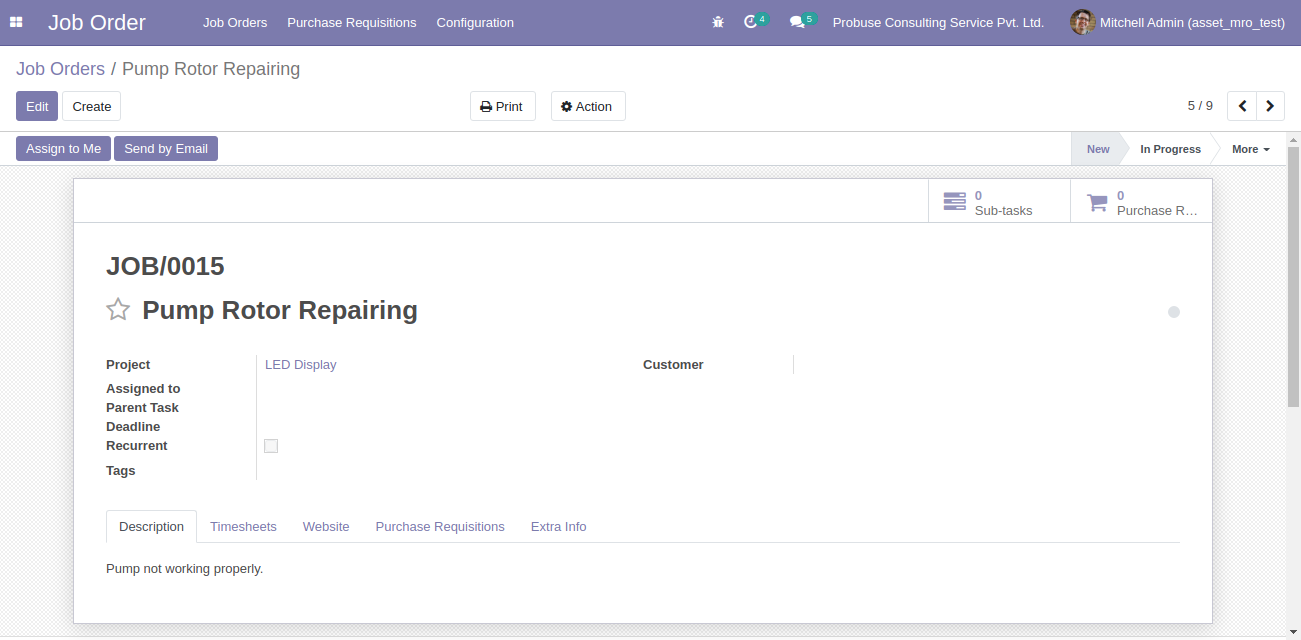 Job Order Job Orders Purchase Requisitions Configuration 4 5 Probuse Consulting Service Pvt. Ltd. Mitchell Admin (asset_mro_test)
Job Orders / Pump Rotor Repairing
Edit Create Print Action 5 / 9
Assign to Me Send by Email New In Progress More
0 Sub-tasks
0 Purchase R…
JOB/0015
Pump Rotor Repairing
Project LED Display Customer
Assigned to
Parent Task
Deadline
Recurrent
Tags
Description Timesheets Website Purchase Requisitions Extra Info
Pump not working properly.